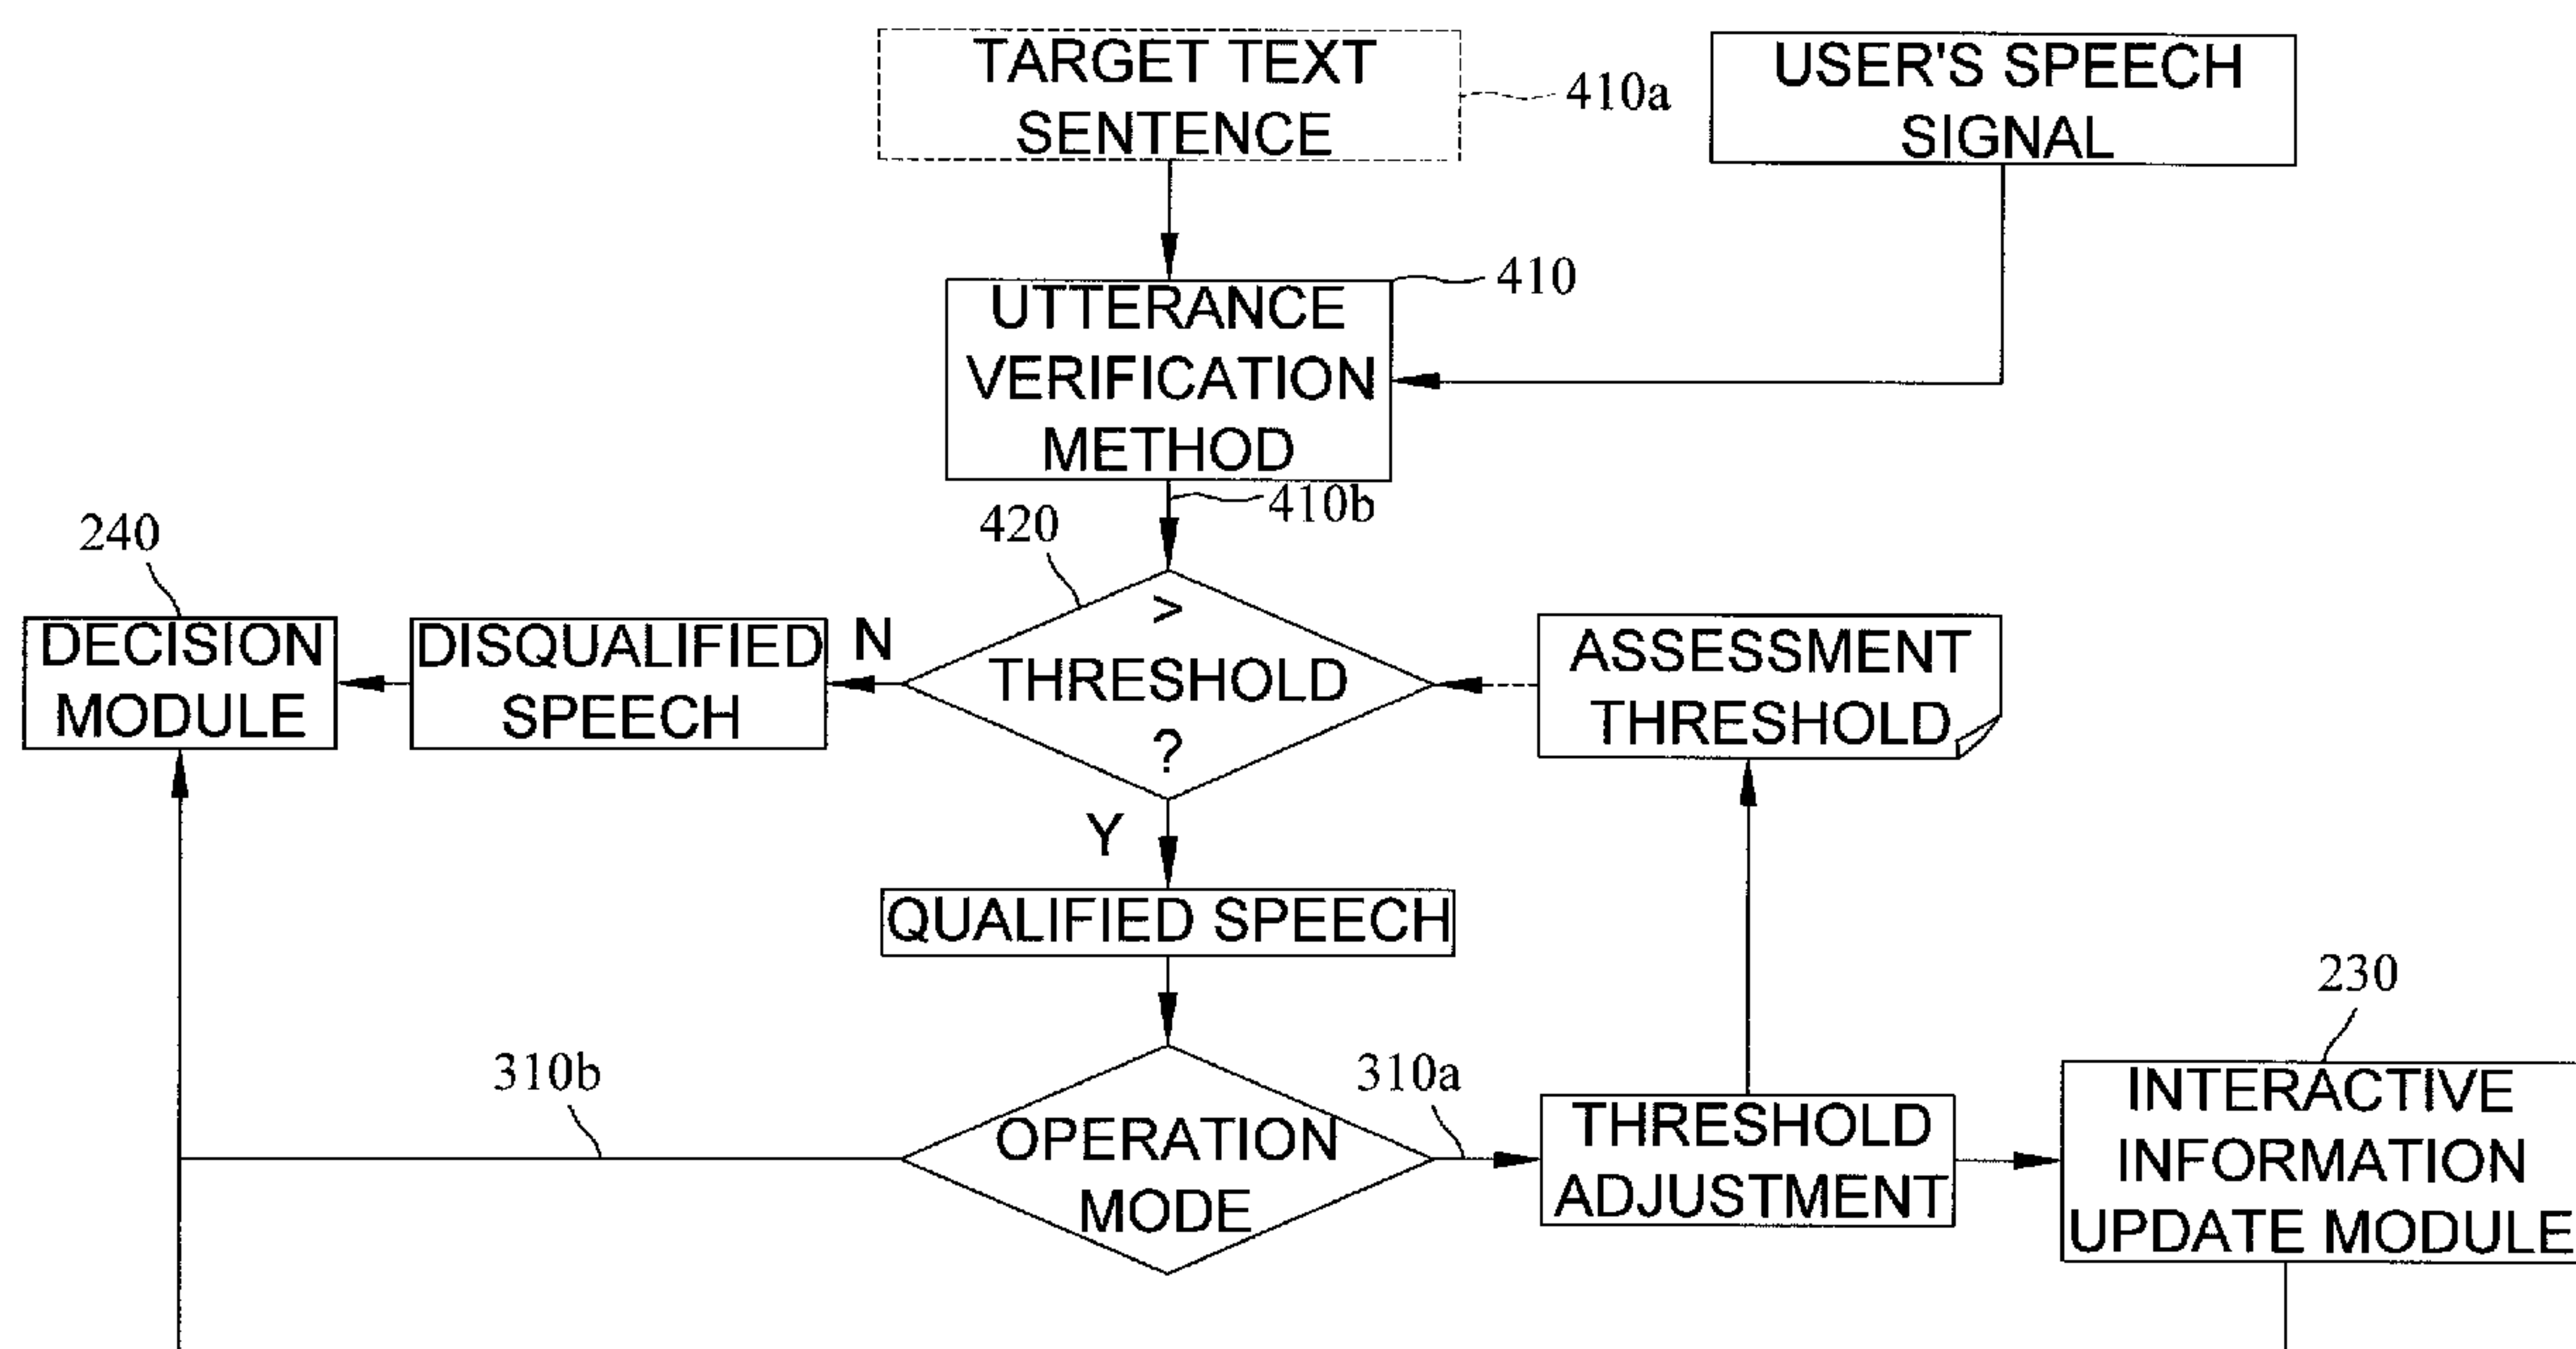 TARGET TEXT
SENTENCE
410a
USER'S SPEECH
SIGNAL
410
UTTERANCE
VERIFICATION
METHOD
410b
420
240
DECISION
MODULE
DISQUALIFIED
SPEECH
N
>
THRESHOLD
?
ASSESSMENT
THRESHOLD
Y
QUALIFIED SPEECH
230
310b
310a
OPERATION
MODE
THRESHOLD
ADJUSTMENT
INTERACTIVE
INFORMATION
UPDATE MODULE